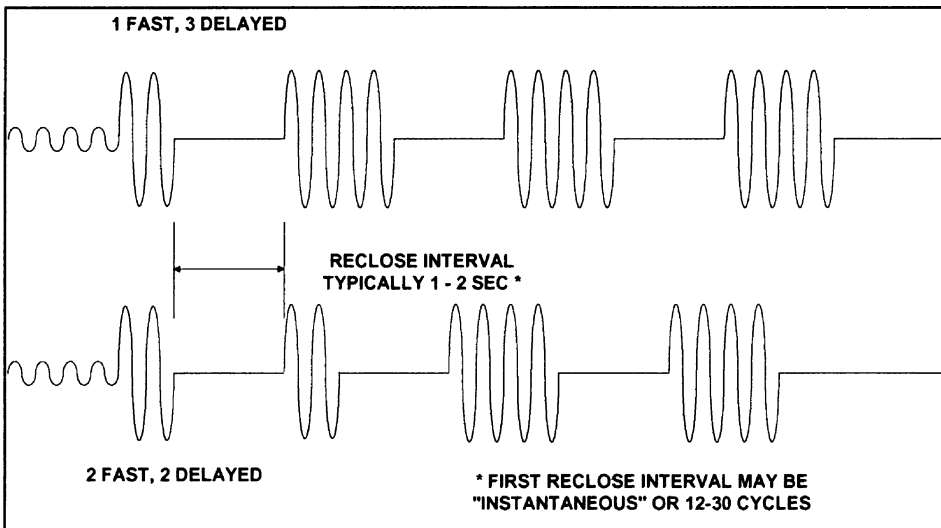 1 FAST, 3 DELAYED
RECLOSE INTERVAL
TYPICALLY 1 - 2 SEC *
2 FAST, 2 DELAYED
* FIRST RECLOSE INTERVAL MAY BE
"INSTANTANEOUS" OR 12-30 CYCLES